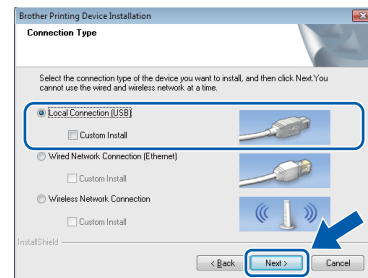 Brother Printing Device Installation
Connection Type
Select the connection type of the device you want to install, and then click Next.You
cannot use the wired and wireless network at a time.
Local Connection (USB)
Custom Install
Wired Network Connection (Ethernet)
Custom Install
Wireless Network Connection
Custom Install
InstallShield
< Back
Next >
Cancel